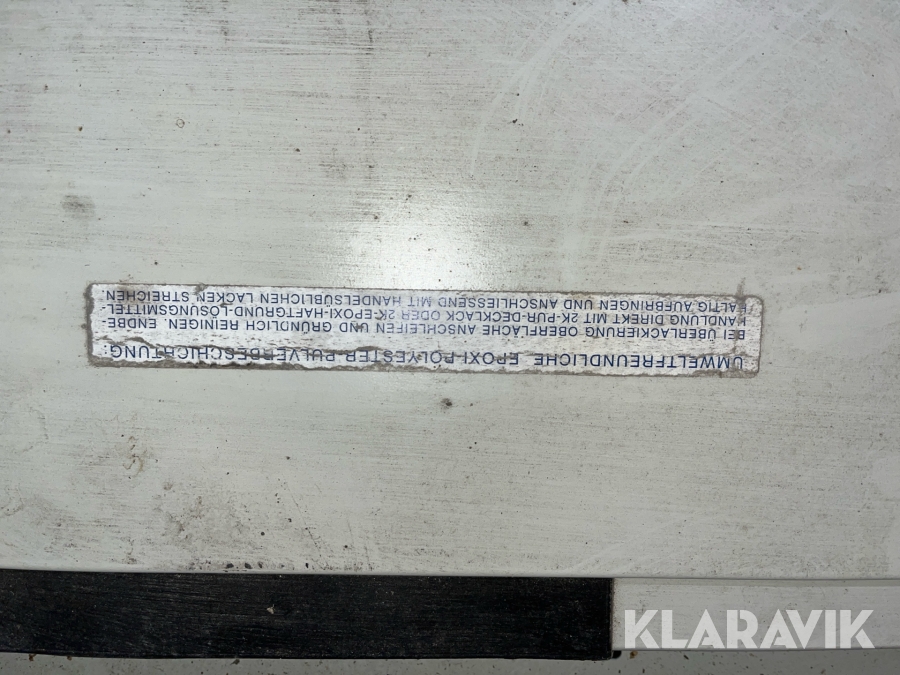 UMWELTFREUNDLICHE EPOXI-POLYESTER-PULVERBESCHICHTUNG.
BEI ÜBERLACKIERUNG OBERFLÄCHE ANSCHLEIFEN UND GRÜNDLICH REINIGEN. ENDBE-
HANDLUNG DIREKT MIT 2K-PUR-DECKLACK ODER 2K-EPOXI-HAFTGRUND-LÖSUNGSMITTEL-
HALTIG AUFBRINGEN UND ANSCHLIESSEND MIT HANDELSÜBLICHEN LACKEN STREICHEN.
KLARAVIK